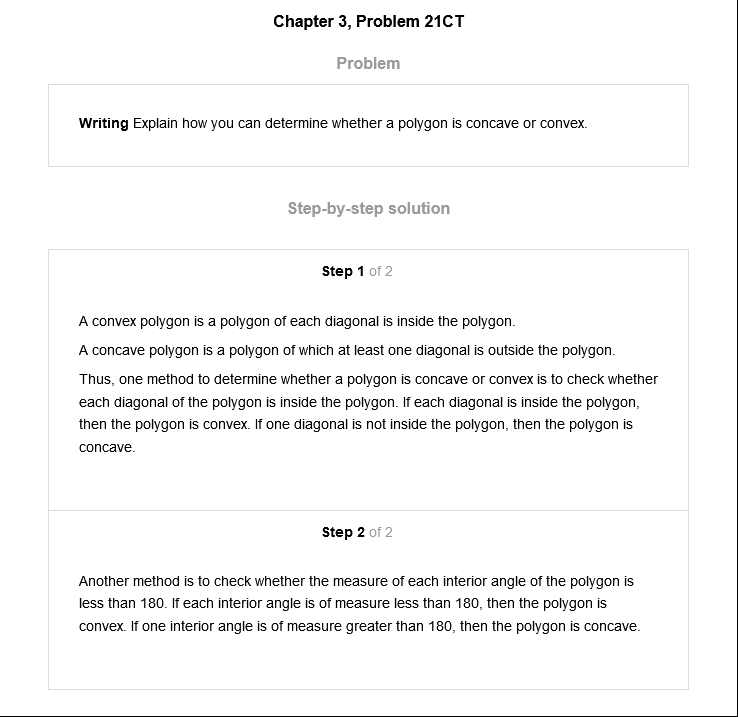 Chapter 3, Problem 21CT
Problem
Writing Explain how you can determine whether a polygon is concave or convex.
Step-by-step solution
Step 1 of 2
A convex polygon is a polygon of each diagonal is inside the polygon.
A concave polygon is a polygon of which at least one diagonal is outside the polygon.
Thus, one method to determine whether a polygon is concave or convex is to check whether
each diagonal of the polygon is inside the polygon. If each diagonal is inside the polygon,
then the polygon is convex. If one diagonal is not inside the polygon, then the polygon is
concave.
Step 2 of 2
Another method is to check whether the measure of each interior angle of the polygon is
less than 180. If each interior angle is of measure less than 180, then the polygon is
convex. If one interior angle is of measure greater than 180, then the polygon is concave.